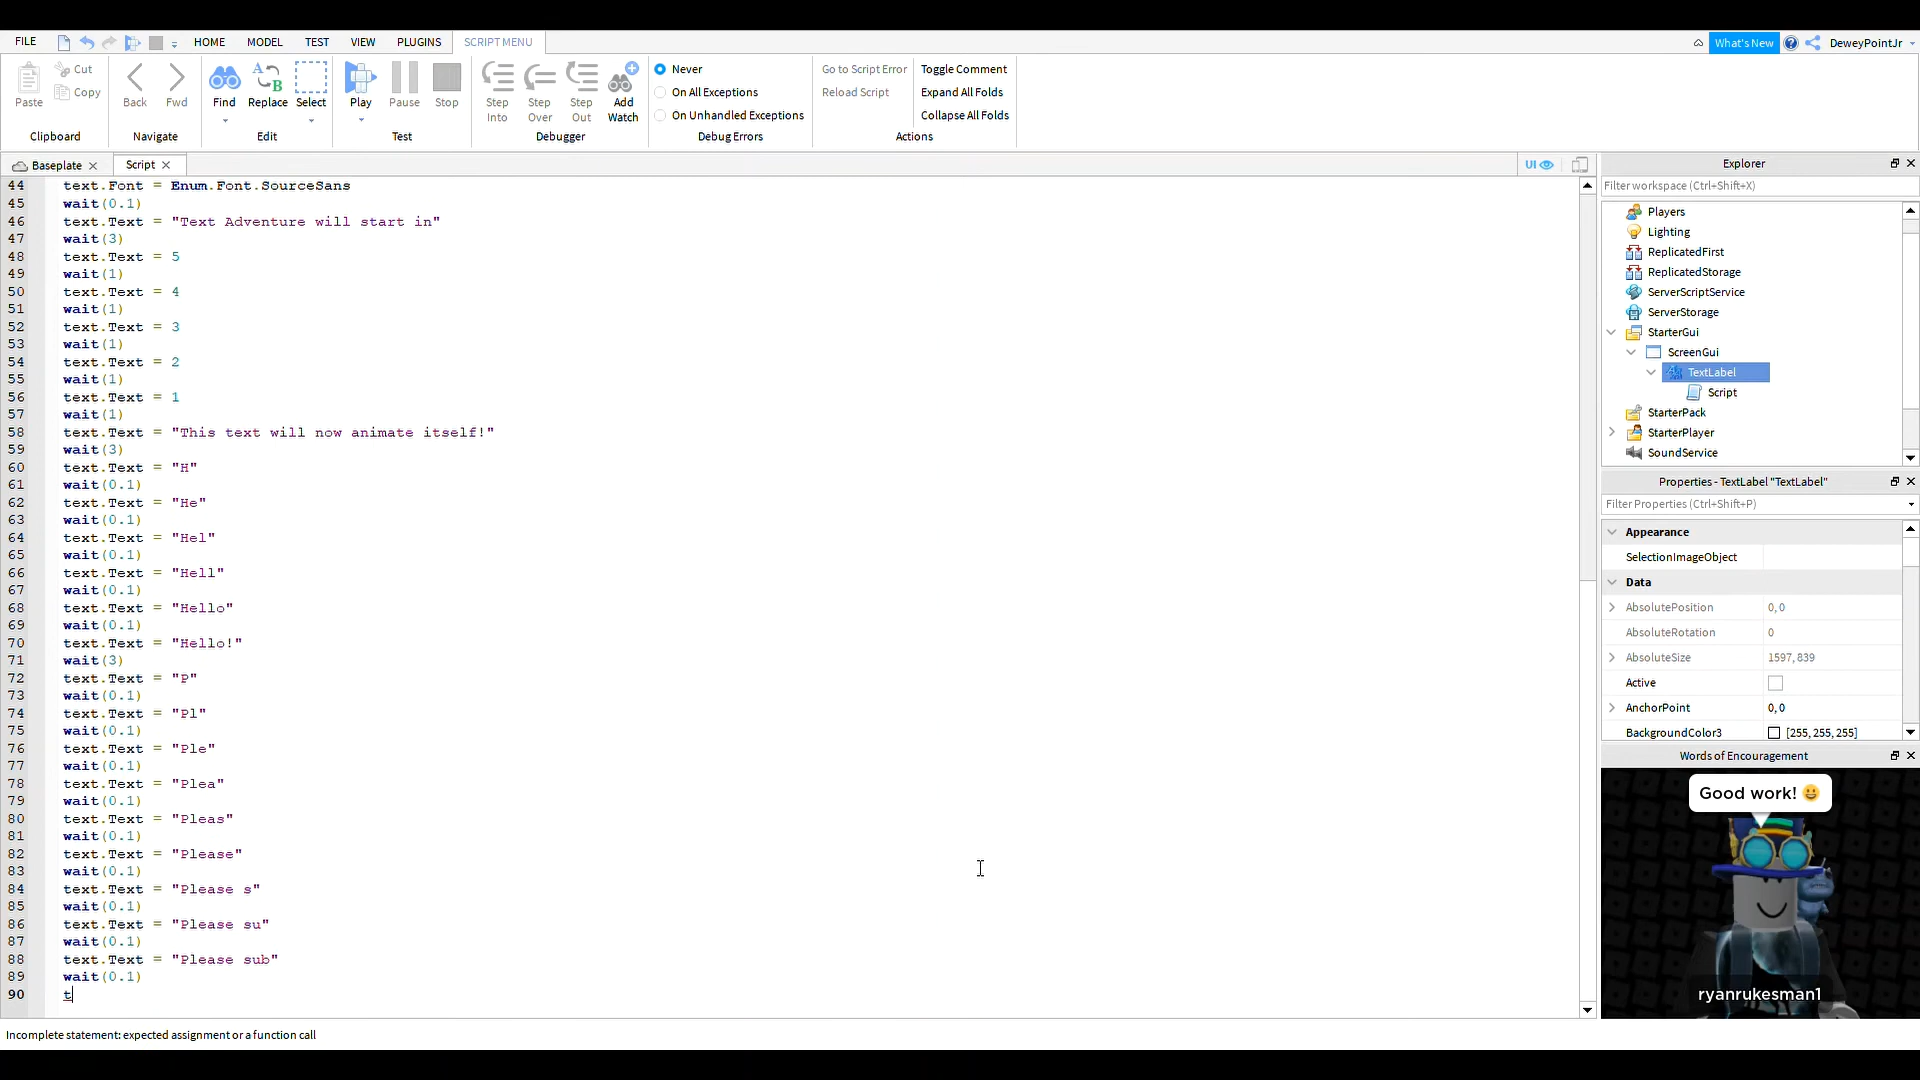 FILE HOME MODEL TEST VIEW PLUGINS SCRIPT MENU What's New ? DeweyPointJr
Paste Cut Copy
Clipboard
Back Fwd
Navigate
Find Replace Select
Edit
Play Pause Stop
Test
Step Into Step Over Step Out Add Watch
Debugger
Never
On All Exceptions
On Unhandled Exceptions
Debug Errors
Go to Script Error
Reload Script
Toggle Comment
Expand All Folds
Collapse All Folds
Actions
Baseplate Script UI
44 text.Font = Enum.Font.SourceSans
45 wait(0.1)
46 text.Text = "Text Adventure will start in"
47 wait(3)
48 text.Text = 5
49 wait(1)
50 text.Text = 4
51 wait(1)
52 text.Text = 3
53 wait(1)
54 text.Text = 2
55 wait(1)
56 text.Text = 1
57 wait(1)
58 text.Text = "This text will now animate itself!"
59 wait(3)
60 text.Text = "H"
61 wait(0.1)
62 text.Text = "He"
63 wait(0.1)
64 text.Text = "Hel"
65 wait(0.1)
66 text.Text = "Hell"
67 wait(0.1)
68 text.Text = "Hello"
69 wait(0.1)
70 text.Text = "Hello!"
71 wait(3)
72 text.Text = "P"
73 wait(0.1)
74 text.Text = "Pl"
75 wait(0.1)
76 text.Text = "Ple"
77 wait(0.1)
78 text.Text = "Plea"
79 wait(0.1)
80 text.Text = "Pleas"
81 wait(0.1)
82 text.Text = "Please"
83 wait(0.1)
84 text.Text = "Please s"
85 wait(0.1)
86 text.Text = "Please su"
87 wait(0.1)
88 text.Text = "Please sub"
89 wait(0.1)
90 t
Incomplete statement: expected assignment or a function call
Explorer
Filter workspace (Ctrl+Shift+X)
Players
Lighting
ReplicatedFirst
ReplicatedStorage
ServerScriptService
ServerStorage
StarterGui
ScreenGui
TextLabel
Script
StarterPack
StarterPlayer
SoundService
Properties - TextLabel "TextLabel"
Filter Properties (Ctrl+Shift+P)
Appearance
SelectionImageObject
Data
AbsolutePosition 0, 0
AbsoluteRotation 0
AbsoluteSize 1597, 839
Active
AnchorPoint 0, 0
BackgroundColor3 [255, 255, 255]
Words of Encouragement
Good work! 😀
ryanrukesman1